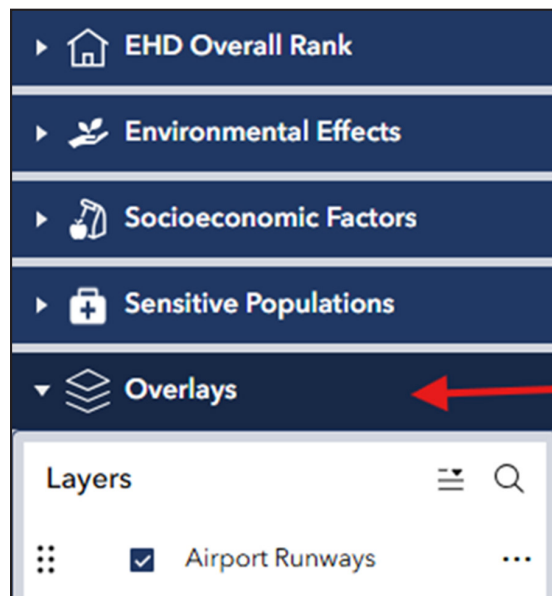 EHD Overall Rank
Environmental Effects
Socioeconomic Factors
Sensitive Populations
Overlays
Layers
Airport Runways